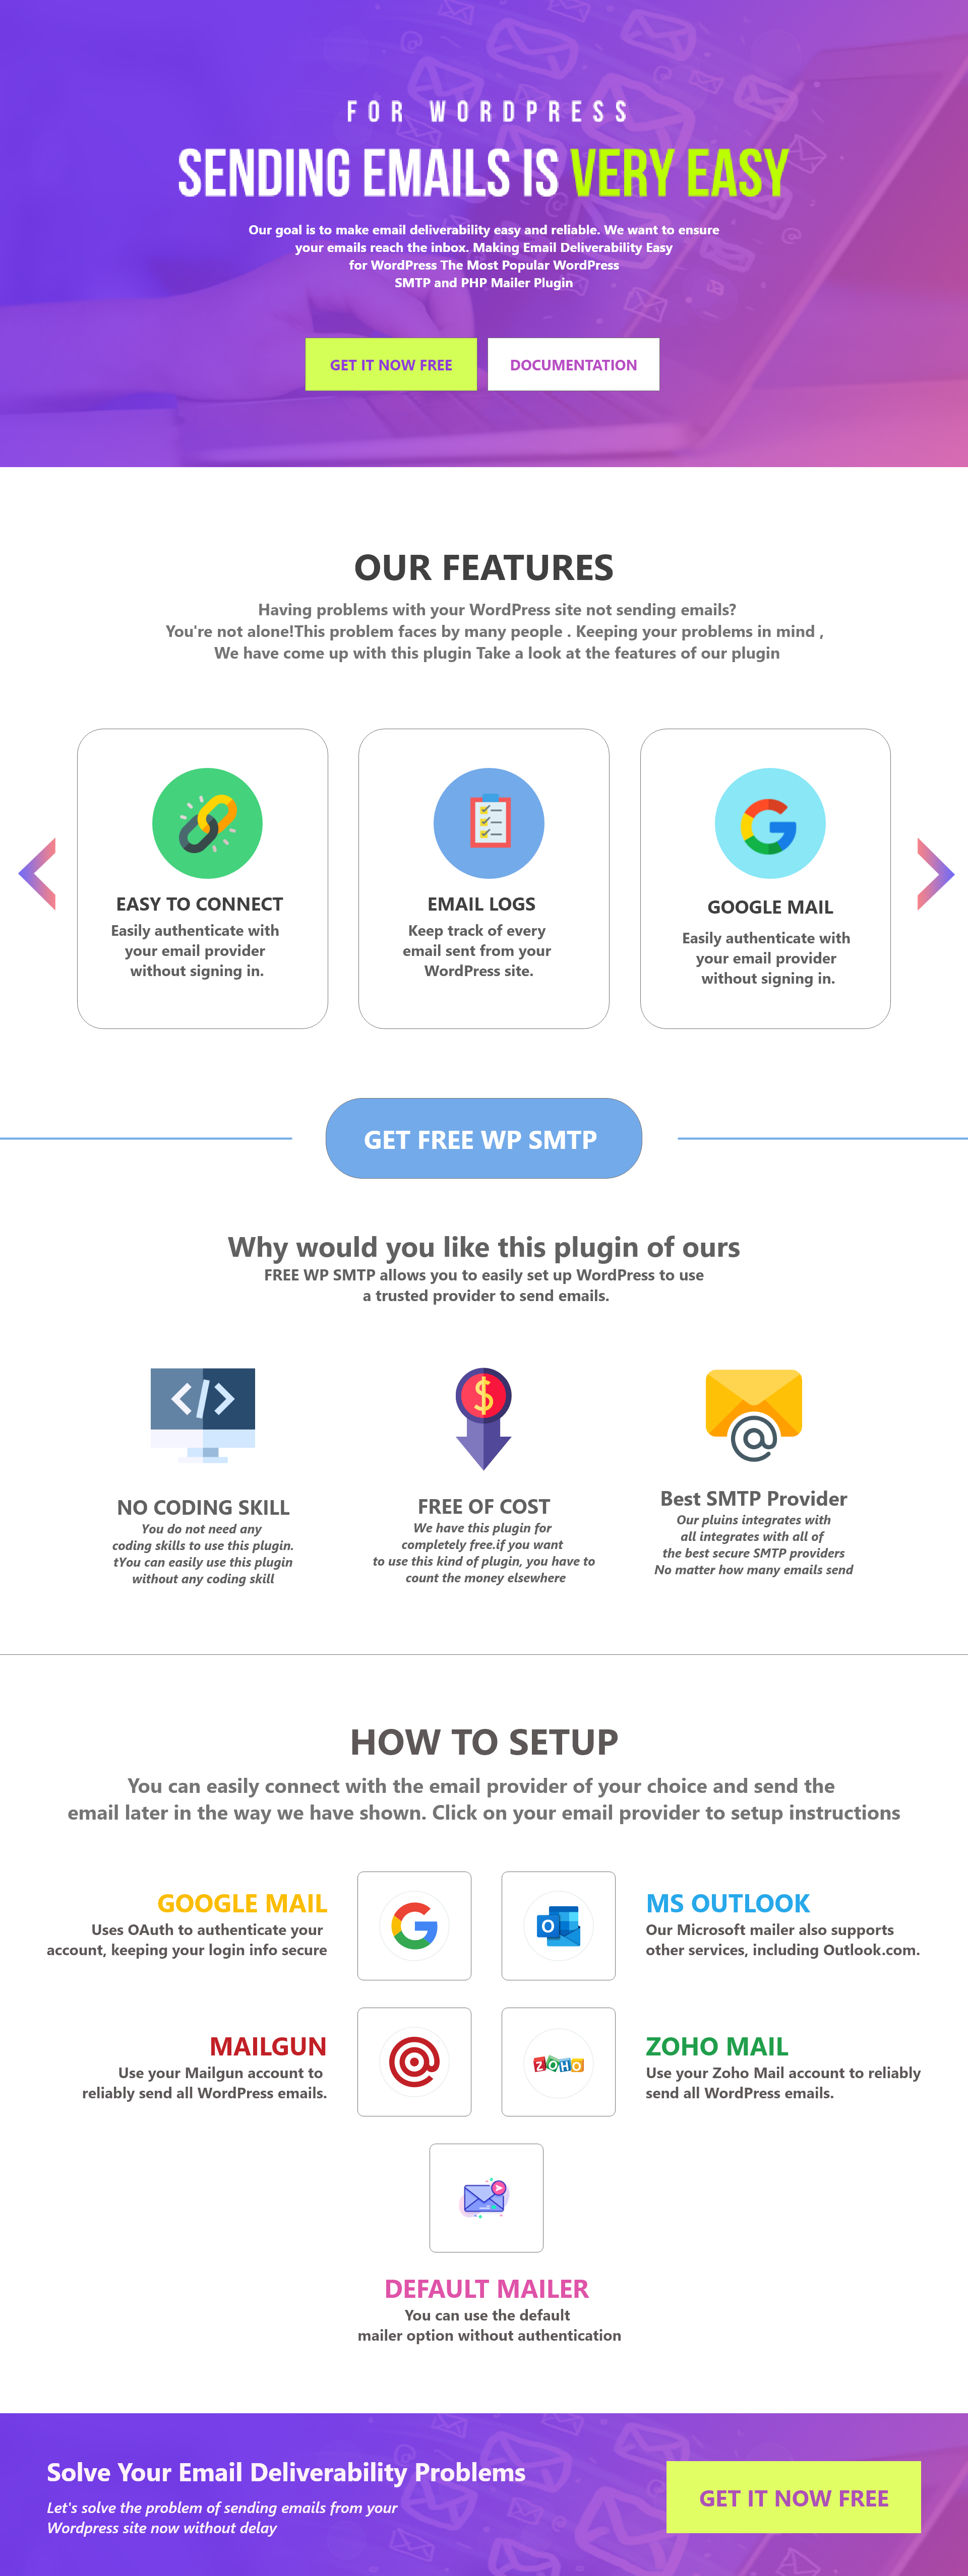 FOR WORDPRESS
SENDING EMAILS IS VERY EASY
Our goal is to make email deliverability easy and reliable. We want to ensure
your emails reach the inbox. Making Email Deliverability Easy
for WordPress The Most Popular WordPress
SMTP and PHP Mailer Plugin
GET IT NOW FREE
DOCUMENTATION
OUR FEATURES
Having problems with your WordPress site not sending emails?
You're not alone!This problem faces by many people . Keeping your problems in mind ,
We have come up with this plugin Take a look at the features of our plugin
EASY TO CONNECT
Easily authenticate with
your email provider
without signing in.
EMAIL LOGS
Keep track of every
email sent from your
WordPress site.
GOOGLE MAIL
Easily authenticate with
your email provider
without signing in.
GET FREE WP SMTP
Why would you like this plugin of ours
FREE WP SMTP allows you to easily set up WordPress to use
a trusted provider to send emails.
NO CODING SKILL
You do not need any
coding skills to use this plugin.
tYou can easily use this plugin
without any coding skill
FREE OF COST
We have this plugin for
completely free.if you want
to use this kind of plugin, you have to
count the money elsewhere
Best SMTP Provider
Our pluins integrates with
all integrates with all of
the best secure SMTP providers
No matter how many emails send
HOW TO SETUP
You can easily connect with the email provider of your choice and send the
email later in the way we have shown. Click on your email provider to setup instructions
GOOGLE MAIL
Uses OAuth to authenticate your
account, keeping your login info secure
O
MS OUTLOOK
Our Microsoft mailer also supports
other services, including Outlook.com.
MAILGUN
Use your Mailgun account to
reliably send all WordPress emails.
ZOHO
ZOHO MAIL
Use your Zoho Mail account to reliably
send all WordPress emails.
DEFAULT MAILER
You can use the default
mailer option without authentication
Solve Your Email Deliverability Problems
Let's solve the problem of sending emails from your
Wordpress site now without delay
GET IT NOW FREE